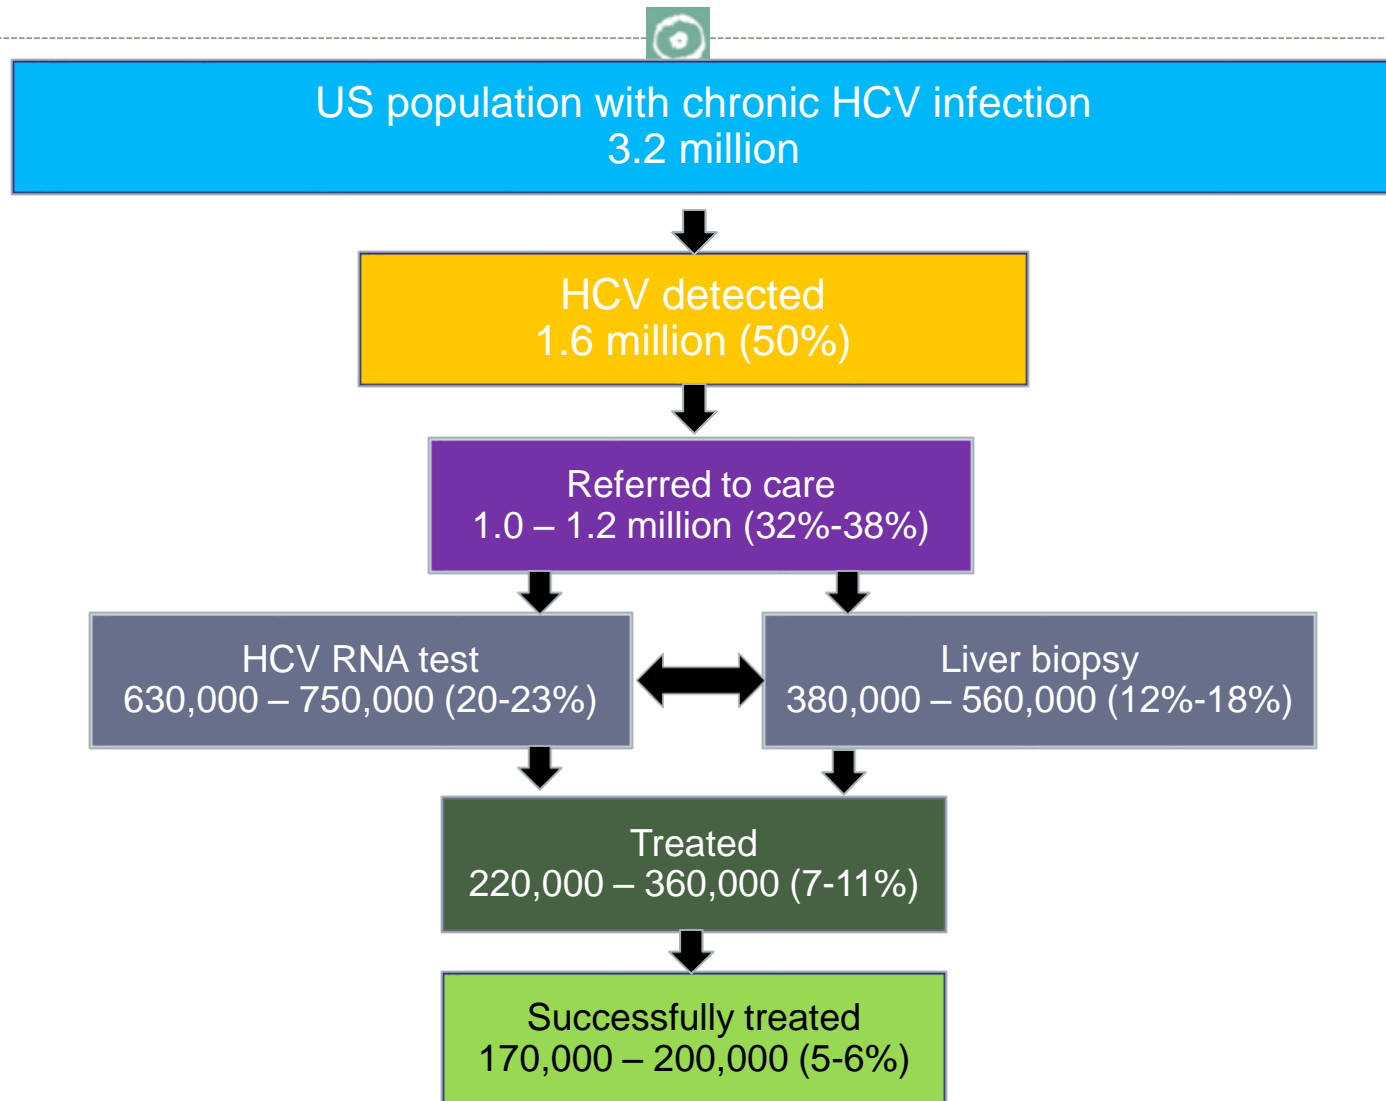 US population with chronic HCV infection
3.2 million
HCV detected
1.6 million (50%)
Referred to care
1.0 – 1.2 million (32%-38%)
HCV RNA test
630,000 – 750,000 (20-23%)
Liver biopsy
380,000 – 560,000 (12%-18%)
Treated
220,000 – 360,000 (7-11%)
Successfully treated
170,000 – 200,000 (5-6%)